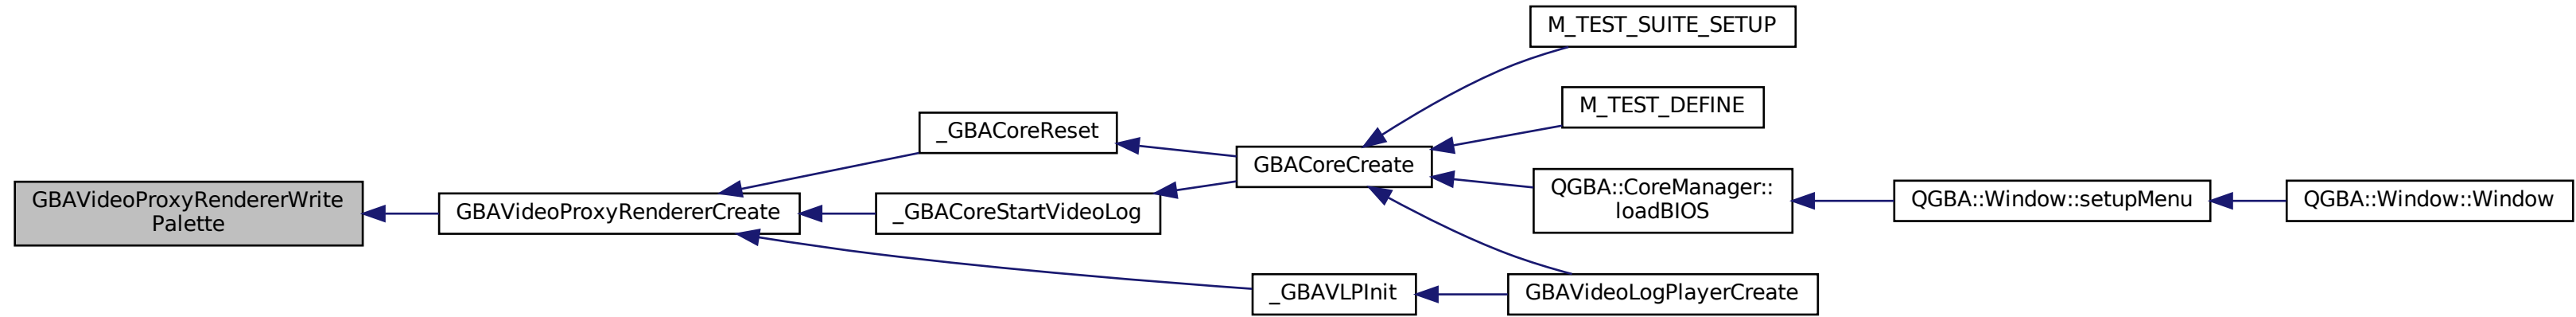 GBAVideoProxyRendererWrite
Palette
GBAVideoProxyRendererCreate
_GBACoreReset
_GBACoreStartVideoLog
_GBAVLPInit
GBACoreCreate
M_TEST_SUITE_SETUP
M_TEST_DEFINE
QGBA::CoreManager::
loadBIOS
GBAVideoLogPlayerCreate
QGBA::Window::setupMenu
QGBA::Window::Window